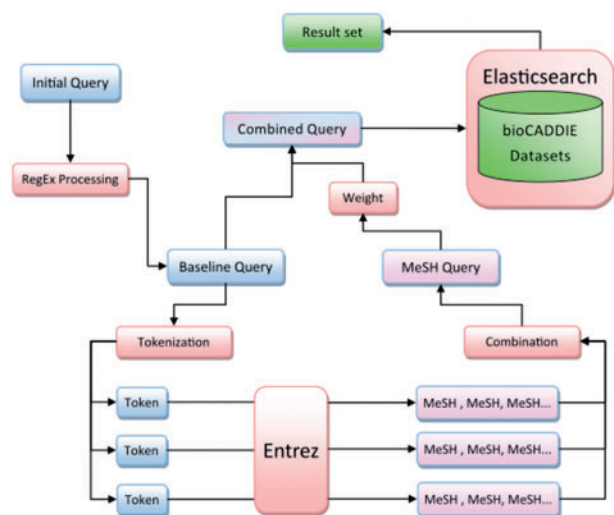 Result set
Elasticsearch
bioCADDIE
Datasets
Initial Query
Combined Query
RegEx Processing
Weight
Baseline Query
MeSH Query
Tokenization
Combination
Token
MeSH , MeSH, MeSH...
Token
Entrez
MeSH , MeSH, MeSH...
Token
MeSH , MeSH, MeSH...